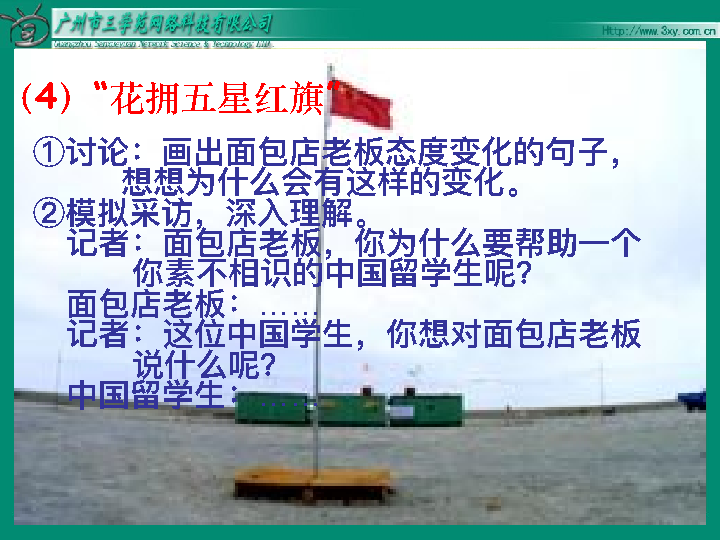 广州市三学苑网络科技有限公司
Guangzhou Sanxueyuan Network Science & Technology Ltd.
Http://www.3xy.com.cn
(4)“花拥五星红旗”
①讨论：画出面包店老板态度变化的句子，
想想为什么会有这样的变化。
②模拟采访，深入理解。
记者：面包店老板，你为什么要帮助一个
你素不相识的中国留学生呢？
面包店老板：……
记者：这位中国学生，你想对面包店老板
说什么呢？
中国留学生：